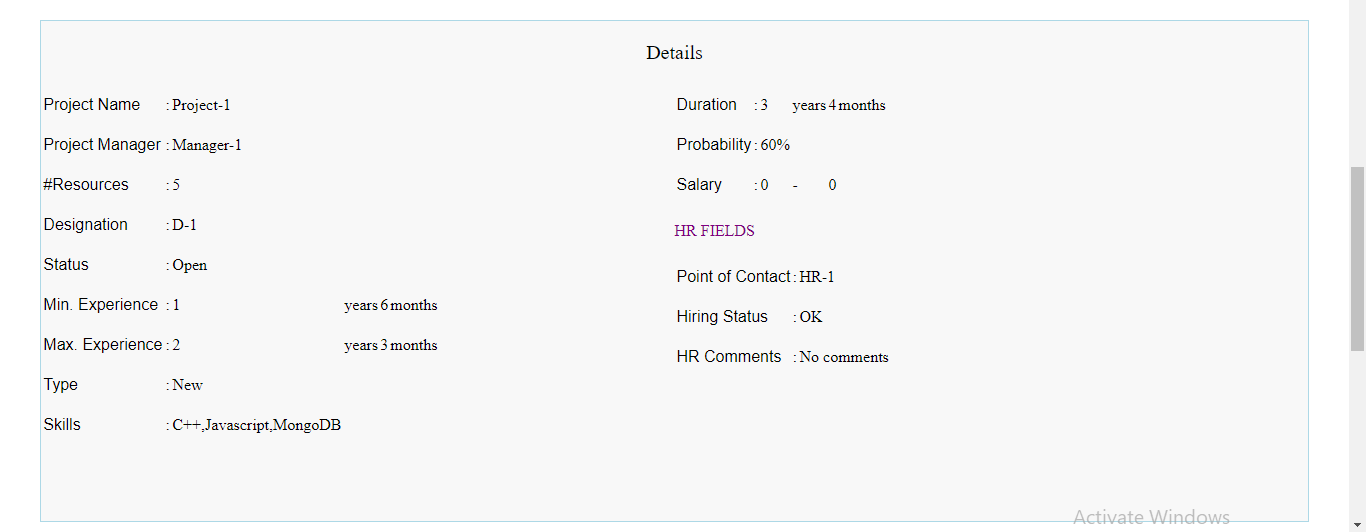 Details
Project Name : Project-1
Project Manager : Manager-1
#Resources : 5
Designation : D-1
Status : Open
Min. Experience : 1 years 6 months
Max. Experience : 2 years 3 months
Type : New
Skills : C++,Javascript,MongoDB
Duration : 3 years 4 months
Probability : 60%
Salary : 0 - 0
HR FIELDS
Point of Contact : HR-1
Hiring Status : OK
HR Comments : No comments
Activate Windows